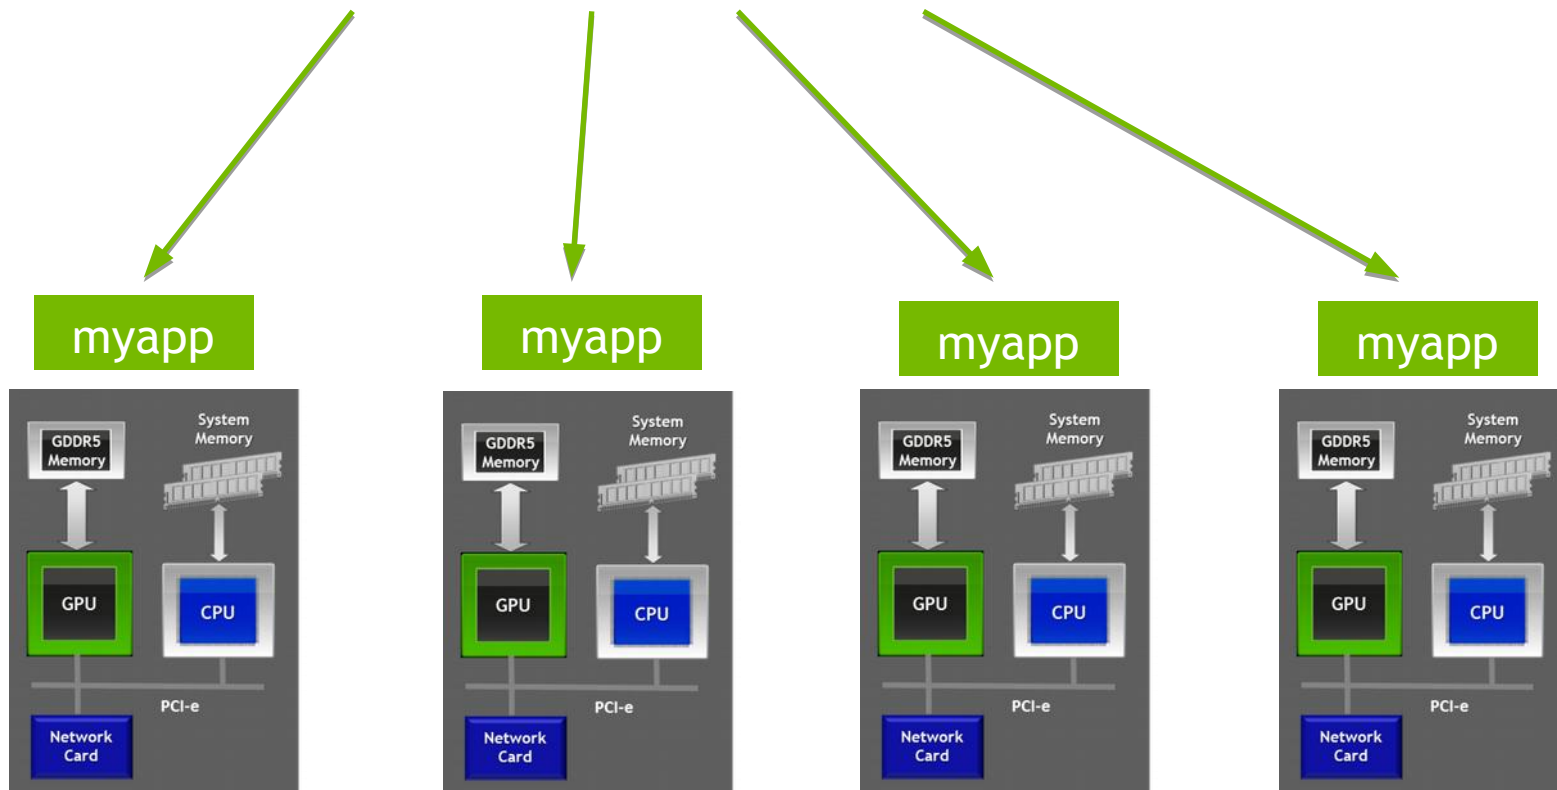 myapp
myapp
myapp
myapp
GDDR5
Memory
System
Memory
GPU
CPU
PCI-e
Network
Card
GDDR5
Memory
System
Memory
GPU
CPU
PCI-e
Network
Card
GDDR5
Memory
System
Memory
GPU
CPU
PCI-e
Network
Card
GDDR5
Memory
System
Memory
GPU
CPU
PCI-e
Network
Card